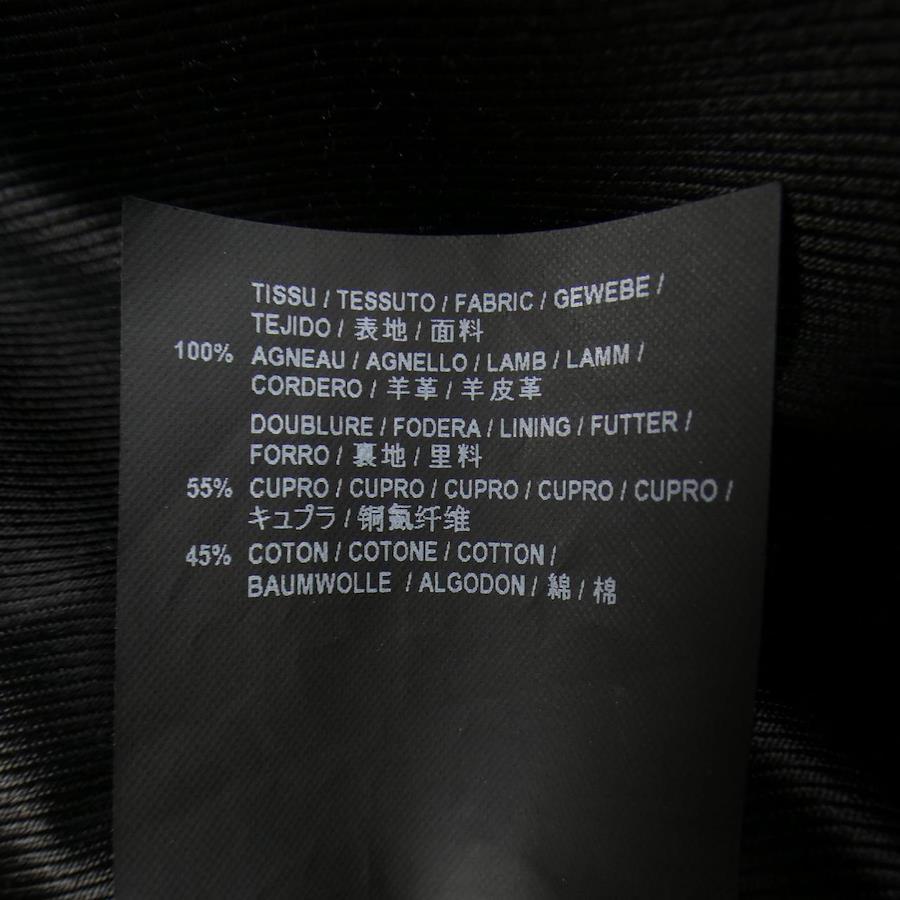 TISSU / TESSUTO / FABRIC / GEWEBE /
TEJIDO / 表地 / 面料
100% AGNEAU / AGNELLO / LAMB / LAMM /
CORDERO / 羊革 / 羊皮革
DOUBLURE / FODERA / LINING / FUTTER /
FORRO / 裏地 / 里料
55% CUPRO / CUPRO / CUPRO / CUPRO / CUPRO /
キュプラ / 铜氨纤维
45% COTON / COTONE / COTTON /
BAUMWOLLE / ALGODON / 綿 / 棉